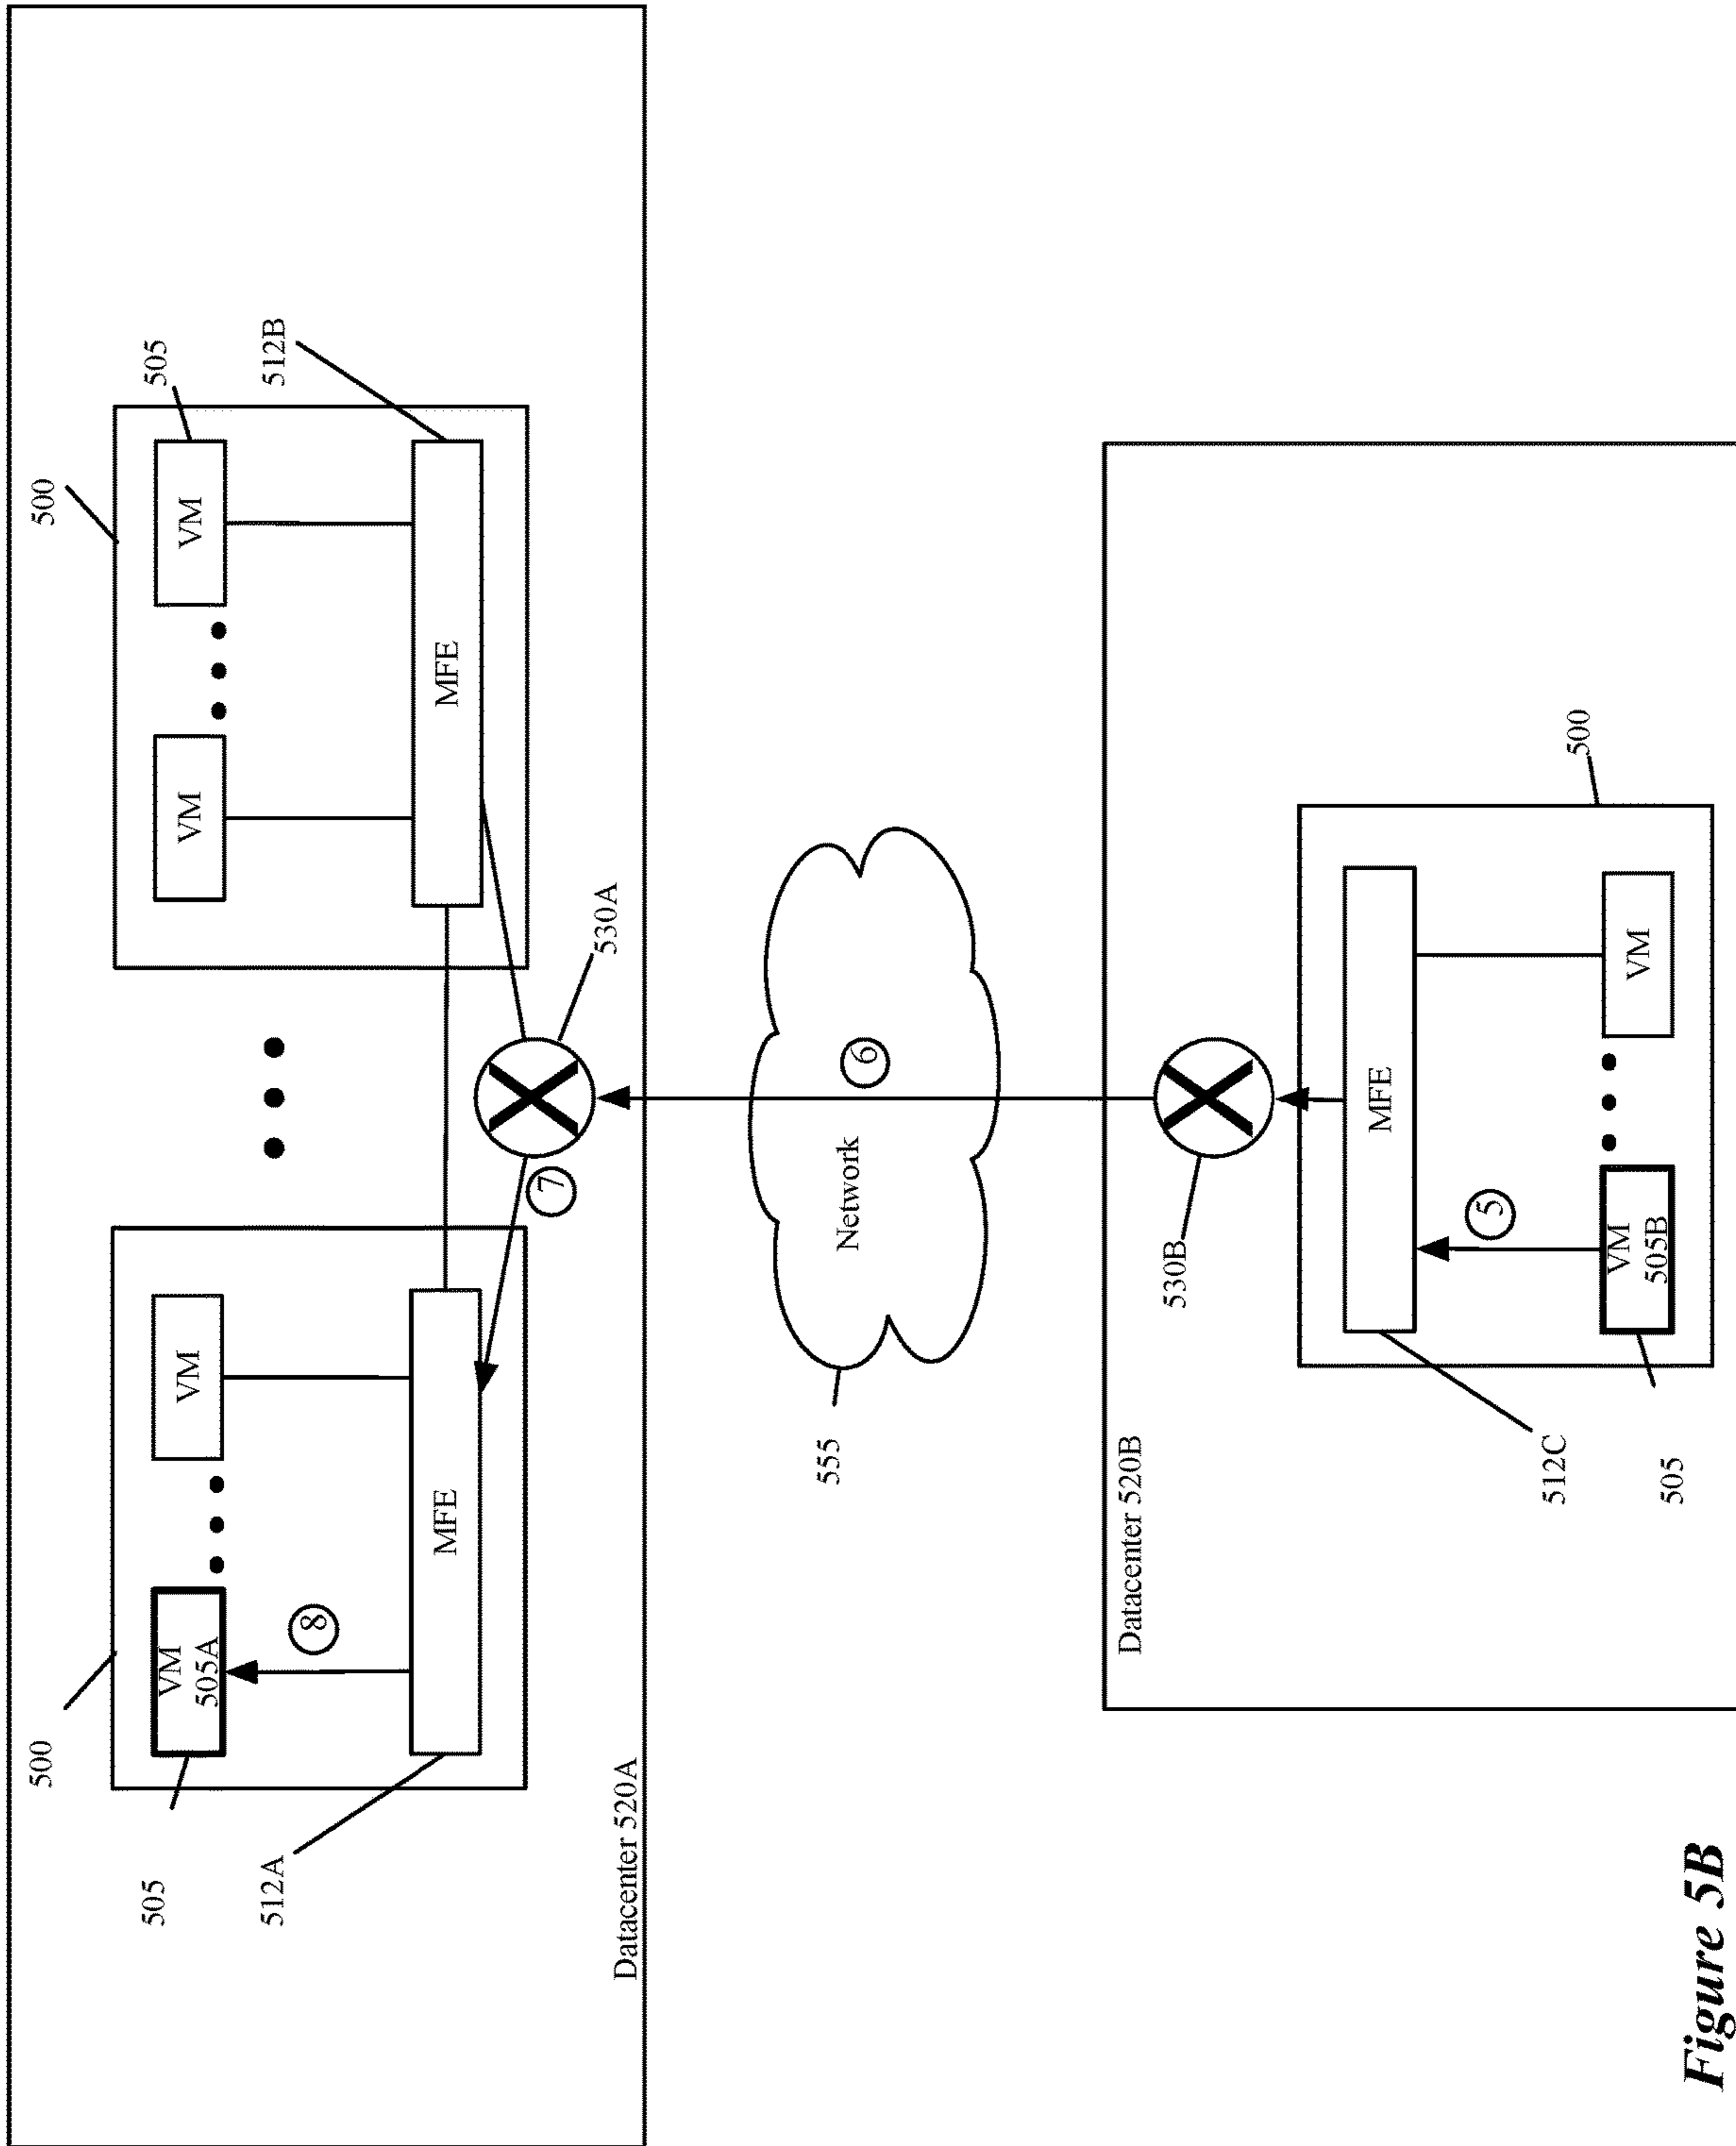 500
500
505
505
VM
505A
VM
VM
VM
512A
512B
8
MFE
MFE
7
530A
Datacenter 520A
555
Network
6
Datacenter 520B
530B
MFE
5
512C
500
VM
505B
VM
505
Figure 5B